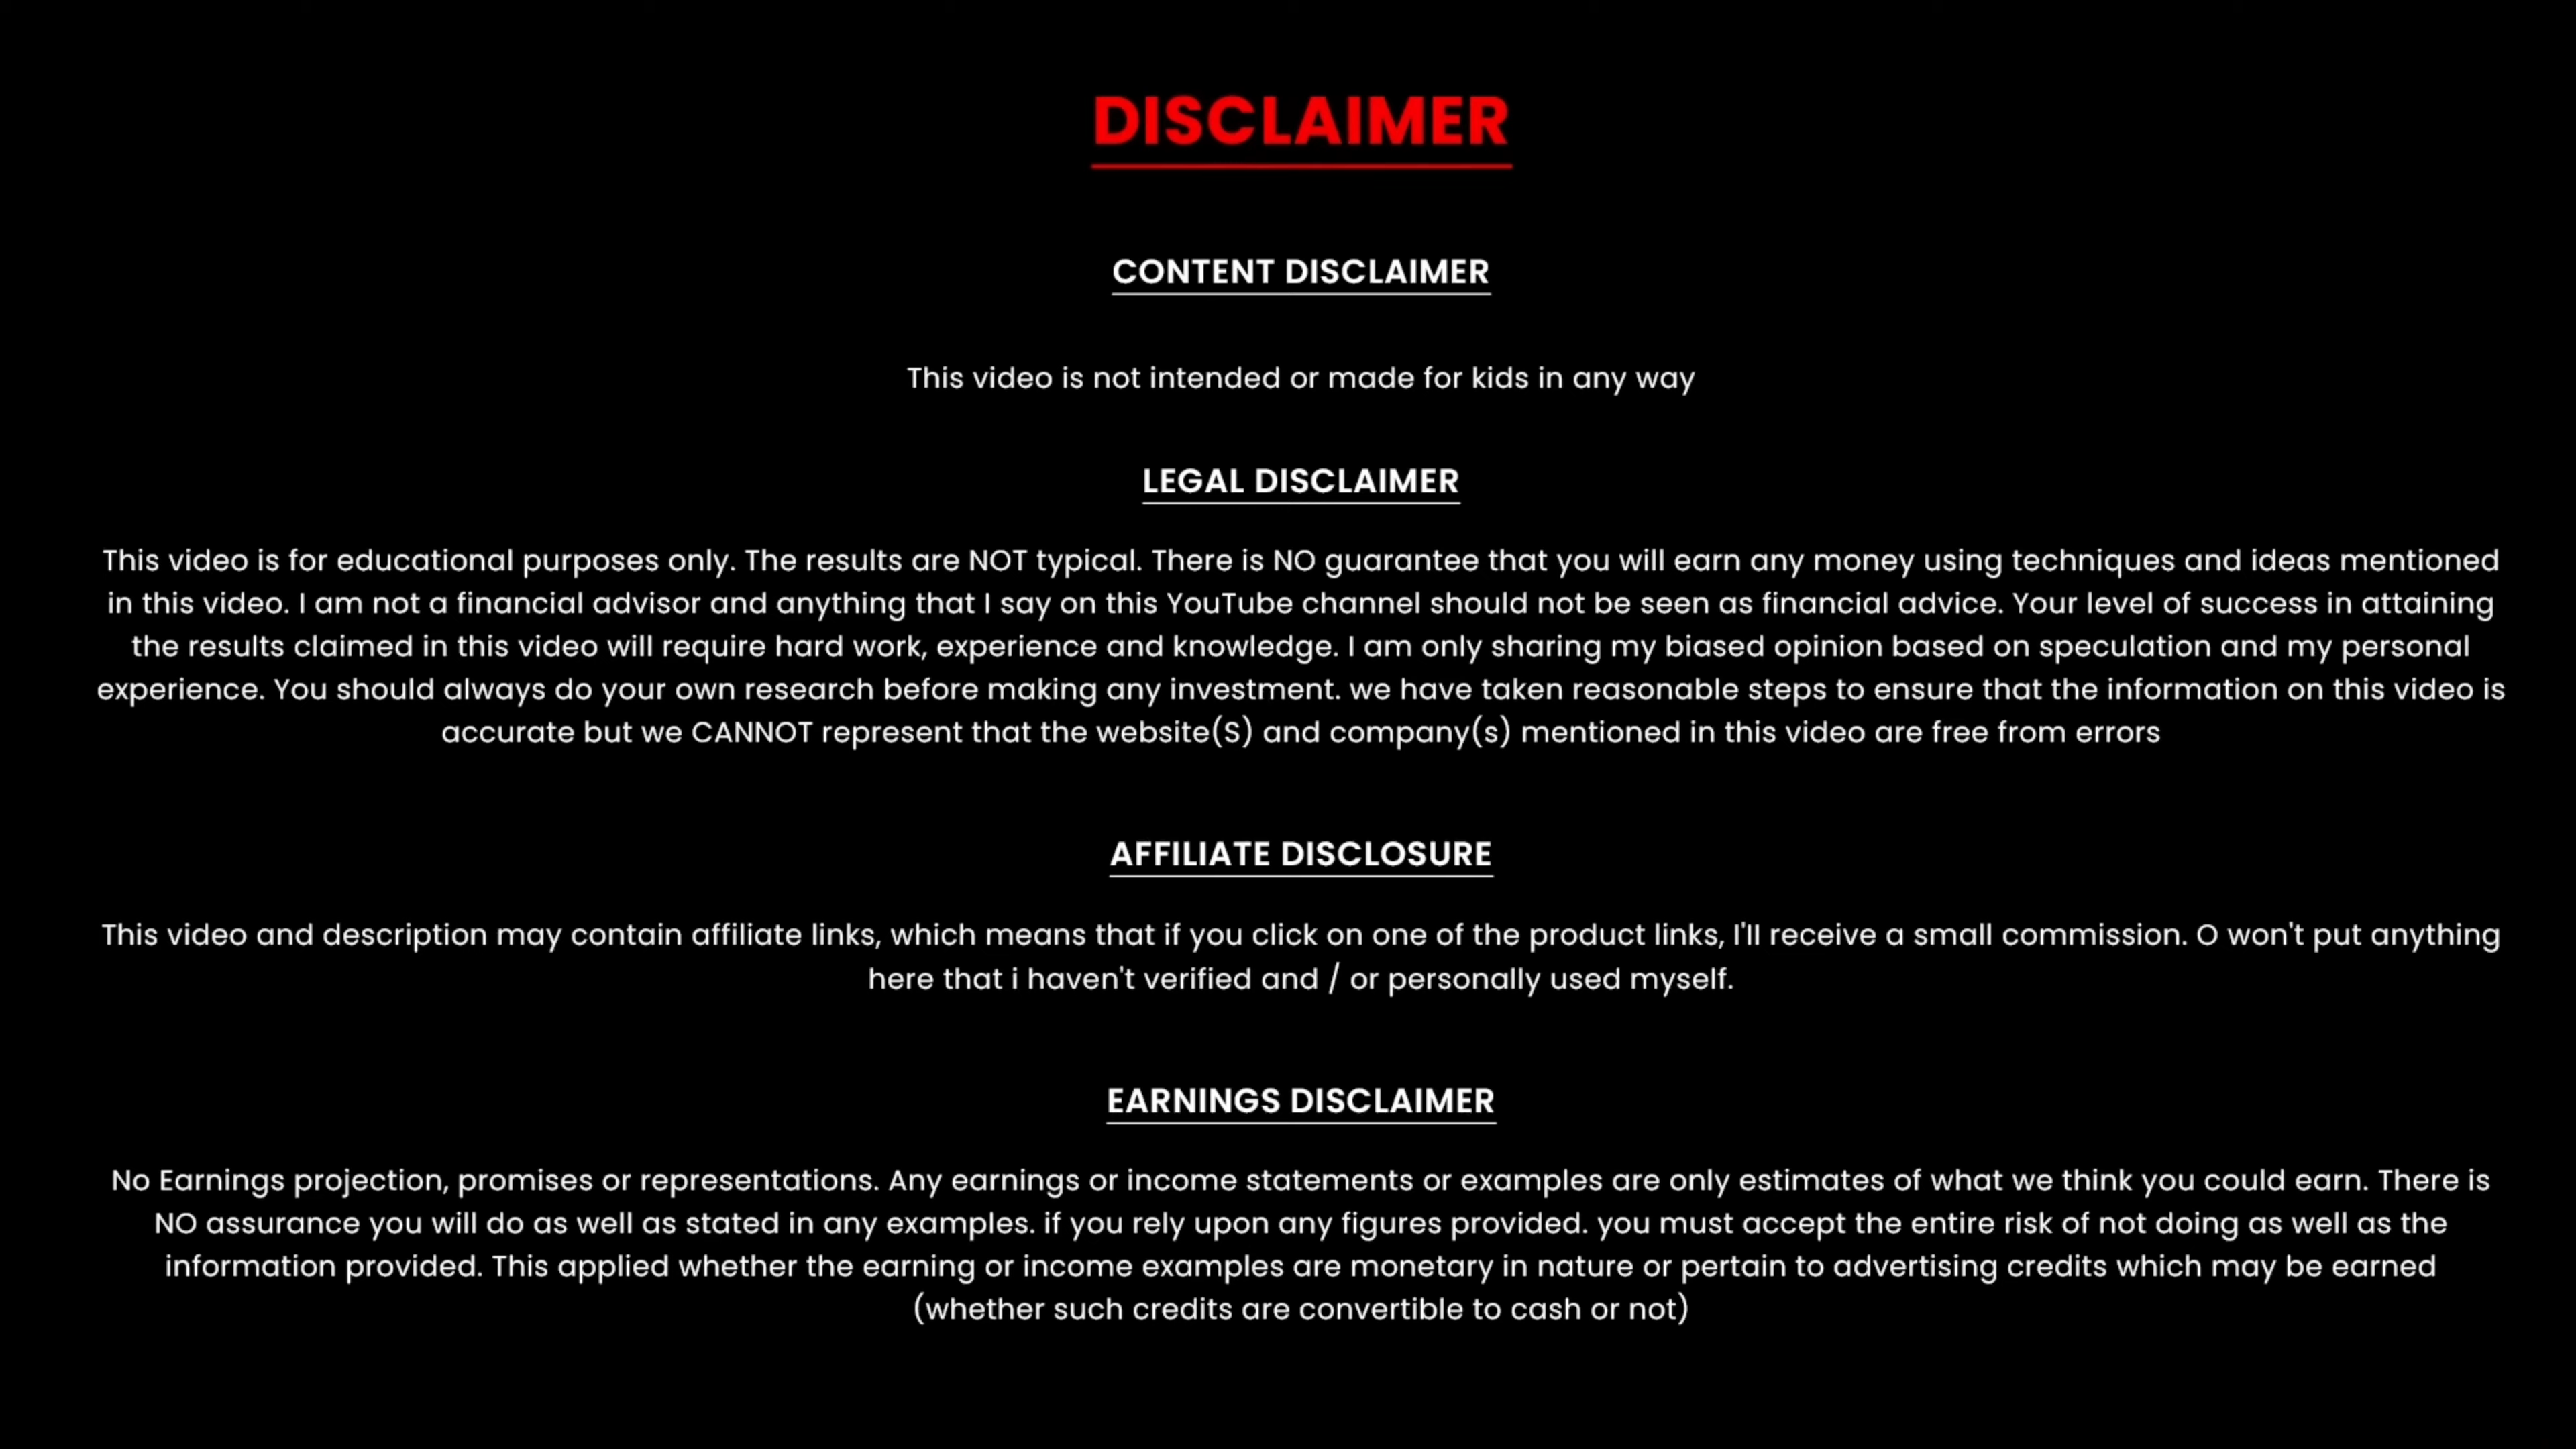 DISCLAIMER
CONTENT DISCLAIMER
This video is not intended or made for kids in any way
LEGAL DISCLAIMER
This video is for educational purposes only. The results are NOT typical. There is NO guarantee that you will earn any money using techniques and ideas mentioned
in this video. I am not a financial advisor and anything that I say on this YouTube channel should not be seen as financial advice. Your level of success in attaining
the results claimed in this video will require hard work, experience and knowledge. I am only sharing my biased opinion based on speculation and my personal
experience. You should always do your own research before making any investment. we have taken reasonable steps to ensure that the information on this video is
accurate but we CANNOT represent that the website(S) and company(s) mentioned in this video are free from errors
AFFILIATE DISCLOSURE
This video and description may contain affiliate links, which means that if you click on one of the product links, I'll receive a small commission. O won't put anything
here that i haven't verified and / or personally used myself.
EARNINGS DISCLAIMER
No Earnings projection, promises or representations. Any earnings or income statements or examples are only estimates of what we think you could earn. There is
NO assurance you will do as well as stated in any examples. if you rely upon any figures provided. you must accept the entire risk of not doing as well as the
information provided. This applied whether the earning or income examples are monetary in nature or pertain to advertising credits which may be earned
(whether such credits are convertible to cash or not)